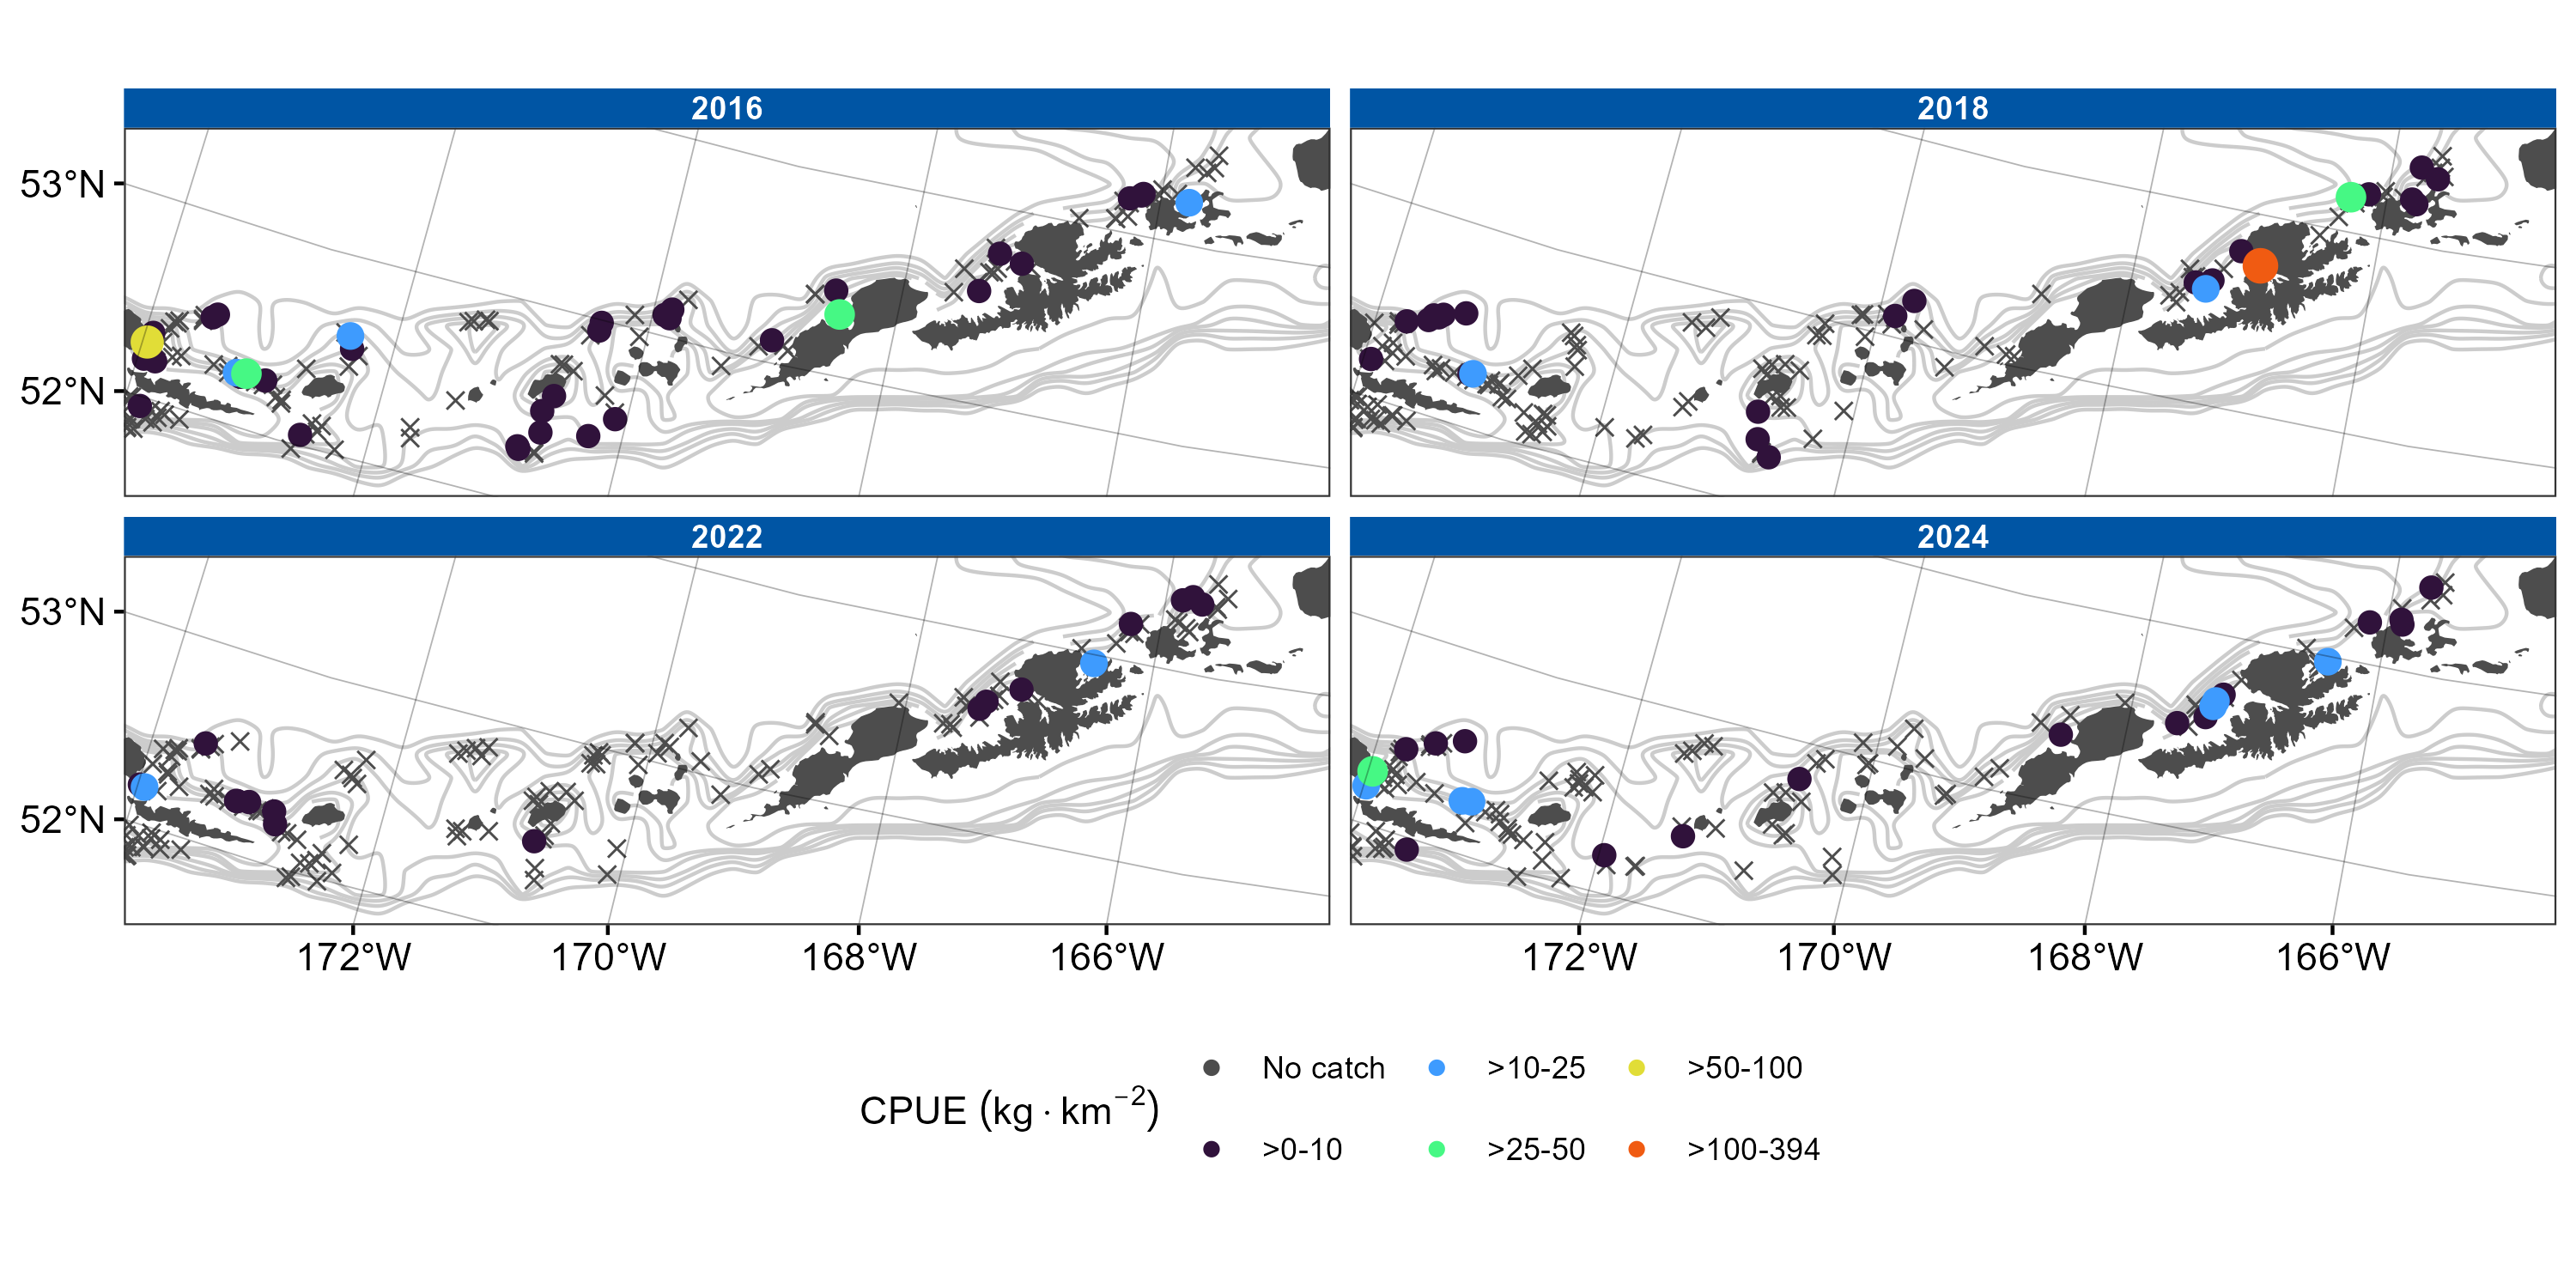 2016 2018
53°N
52°N
2022 2024
53°N
52°N
172°W 170°W 168°W 166°W 172°W 170°W 168°W 166°W
CPUE (kg · km⁻²)
No catch >10-25 >50-100
>0-10 >25-50 >100-394